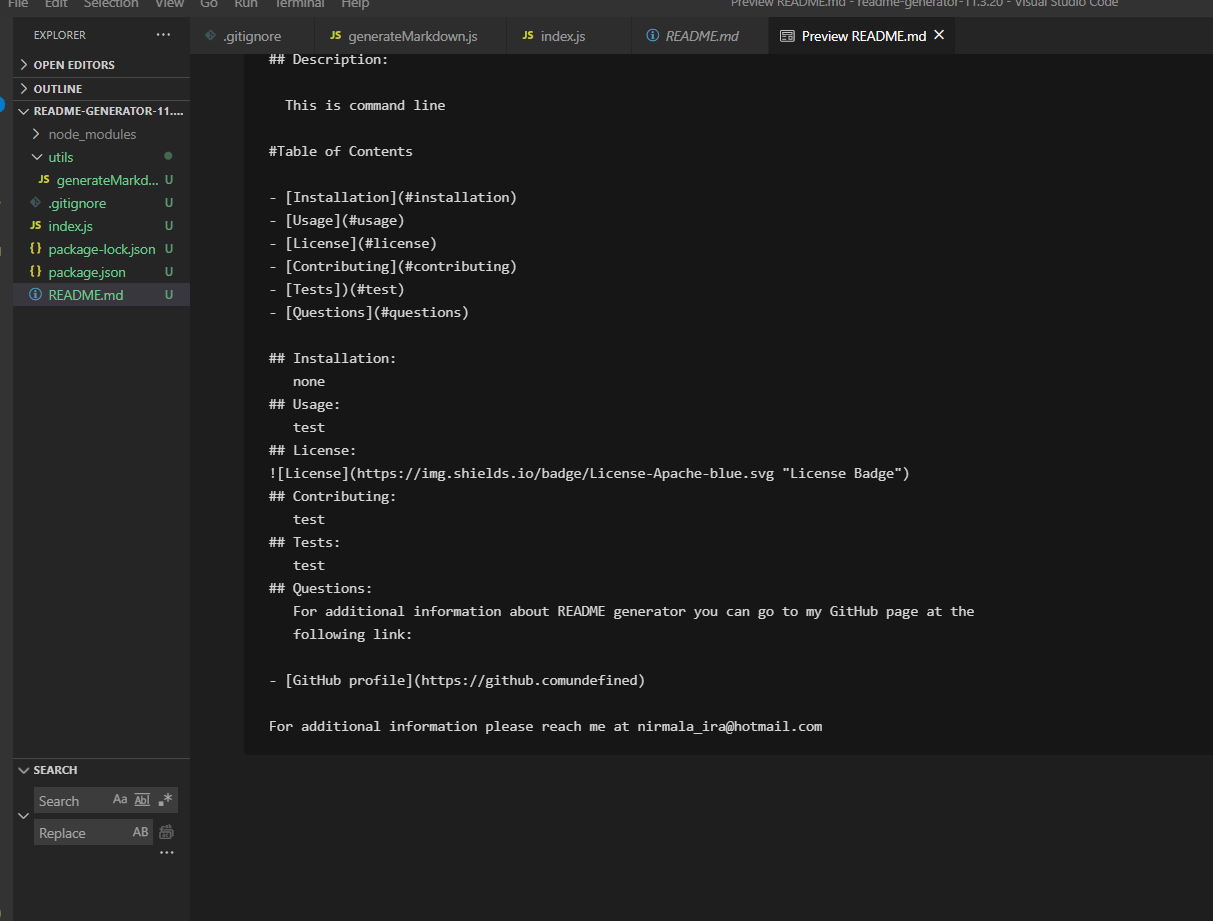 File Edit Selection View Go Run Terminal Help
Preview README.md - readme-generator-11.3.20 - Visual Studio Code
EXPLORER ···
.gitignore
JS generateMarkdown.js
JS index.js
README.md
Preview README.md ×
OPEN EDITORS
OUTLINE
README-GENERATOR-11....
node_modules
utils
JS generateMarkd... U
.gitignore U
JS index.js U
{} package-lock.json U
{} package.json U
README.md U
## Description:
This is command line
#Table of Contents
- [Installation](#installation)
- [Usage](#usage)
- [License](#license)
- [Contributing](#contributing)
- [Tests])(#test)
- [Questions](#questions)
## Installation:
none
## Usage:
test
## License:
![License](https://img.shields.io/badge/License-Apache-blue.svg "License Badge")
## Contributing:
test
## Tests:
test
## Questions:
For additional information about README generator you can go to my GitHub page at the
following link:
- [GitHub profile](https://github.comundefined)
For additional information please reach me at nirmala_ira@hotmail.com
SEARCH
Search Aa Abl .*
Replace AB
···